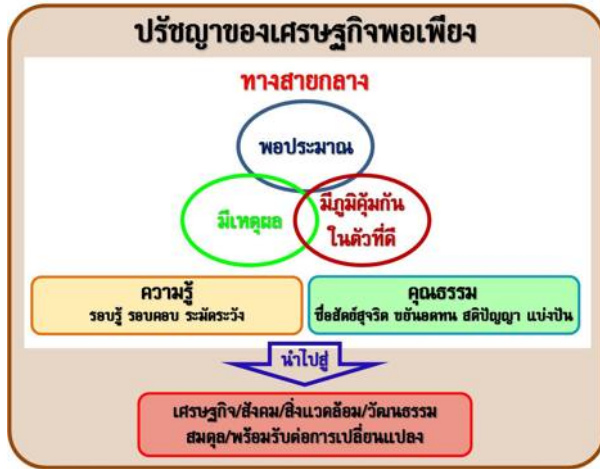 ปรัชญาของเศรษฐกิจพอเพียง
ทางสายกลาง
พอประมาณ
มีเหตุผล
มีภูมิคุ้มกัน
ในตัวที่ดี
ความรู้
รอบรู้ รอบคอบ ระมัดระวัง
คุณธรรม
ซื่อสัตย์สุจริต ขยันอดทน สติปัญญา แบ่งปัน
นำไปสู่
เศรษฐกิจ/สังคม/สิ่งแวดล้อม/วัฒนธรรม
สมดุล/พร้อมรับต่อการเปลี่ยนแปลง